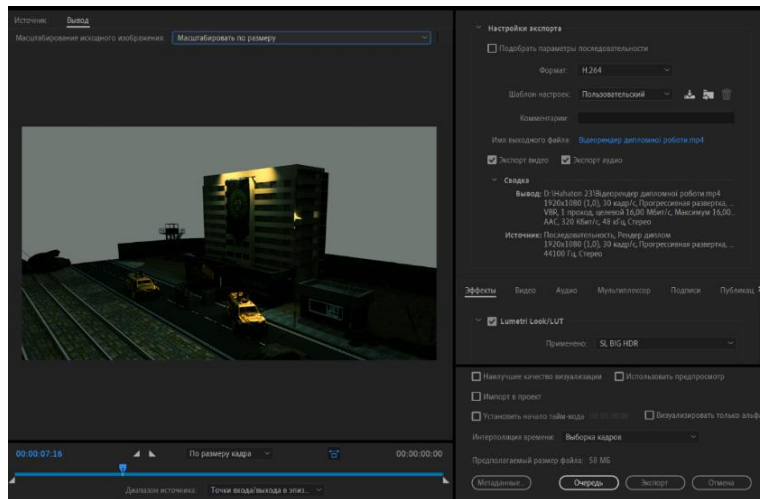 Источник
Вывод
Масштабирование исходного изображения: Масштабировать по размеру
00:00:07:16
По размеру кадра
00:00:00:00
Диапазон источника: Точки входа/выхода в эпиз...
Настройки экспорта
Подобрать параметры последовательности
Формат: H.264
Шаблон настроек: Пользовательский
Комментарии:
Имя выходного файла: Відеорендер дипломної роботи.mp4
Экспорт видео Экспорт аудио
Сводка
Вывод: D:\Hahaton 23\Відеорендер дипломної роботи.mp4
1920x1080 (1,0), 30 кадр/с, Прогрессивная развертка, ...
VBR, 1 проход, целевой 16,00 Мбит/с, Максимум 16,00...
AAC, 320 Кбит/с, 48 кГц, Стерео
Источник: Последовательность, Рендер диплом
1920x1080 (1,0), 30 кадр/с, Прогрессивная развертка, ...
44100 Гц, Стерео
Эффекты Видео Аудио Мультиплексор Подписи Публикац
Lumetri Look/LUT
Применено: SL BIG HDR
Наилучшее качество визуализации Использовать предпросмотр
Импорт в проект
Установить начало тайм-кода 00:00:00:00 Визуализировать только альфа
Интерполяция времени: Выборка кадров
Предполагаемый размер файла: 58 МБ
Метаданные... Очередь Экспорт Отмена